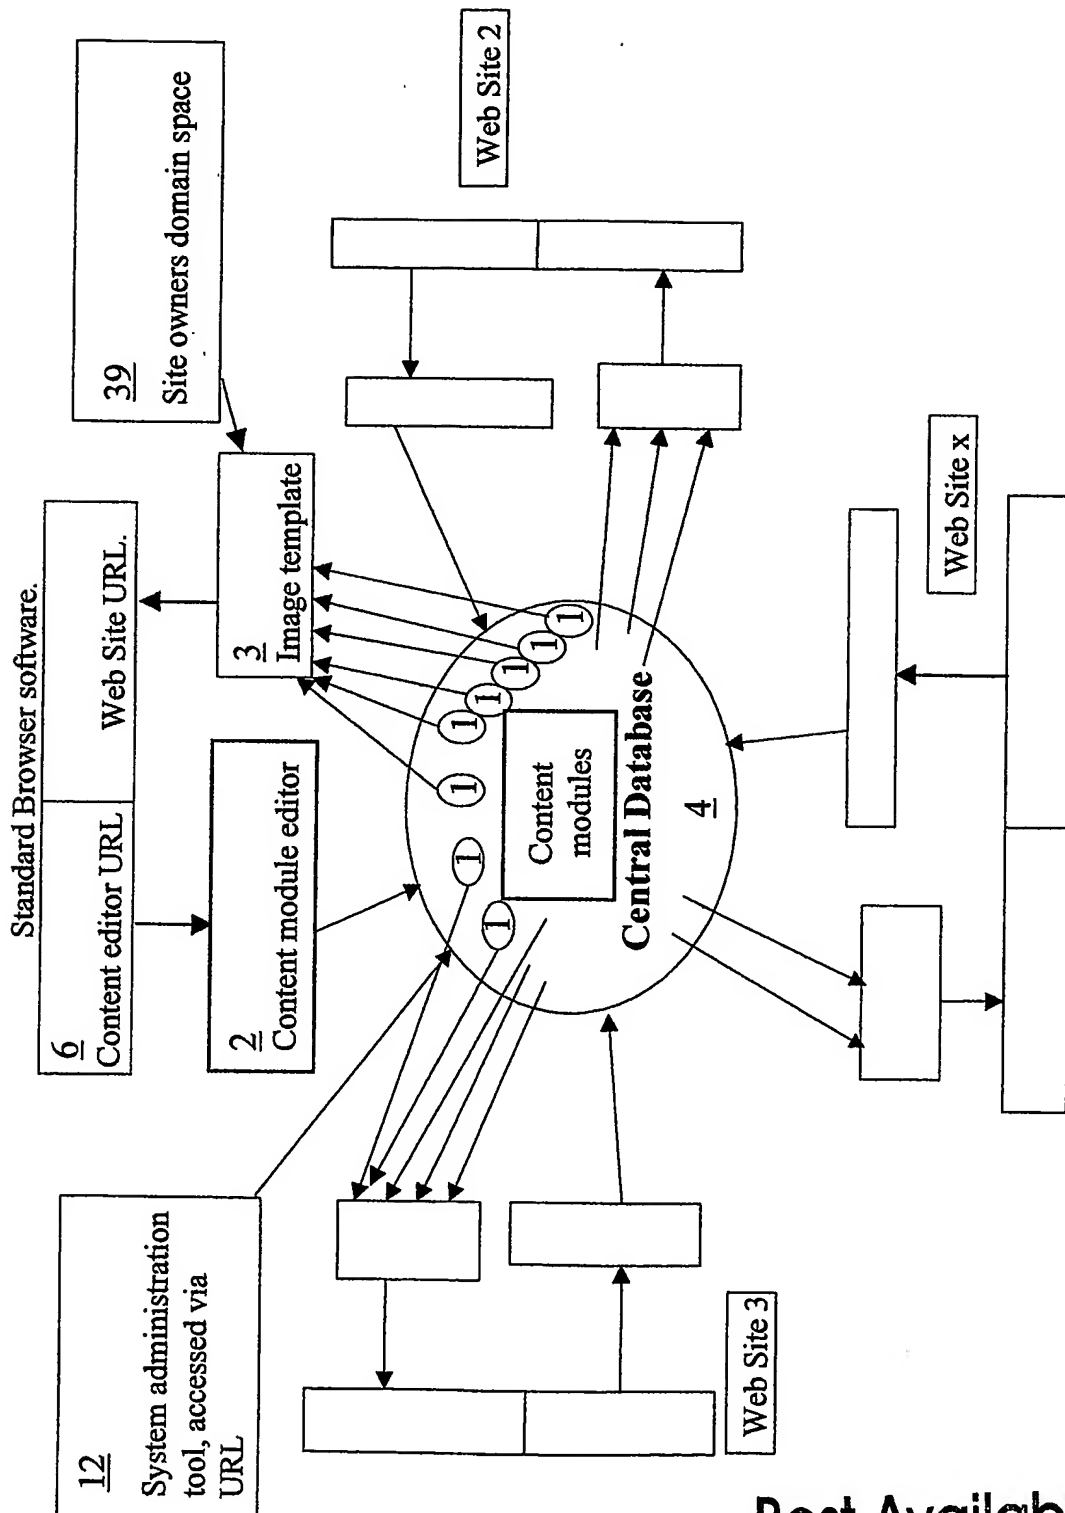 Standard Browser software.
6
Content editor URL
Web Site URL.
12
System administration
tool, accessed via
URL
2
Content module editor
3
Image template
39
Site owners domain space
1
1
1
1
1
1
1
1
Content
modules
Central Database
4
Web Site 3
Web Site x
Web Site 2